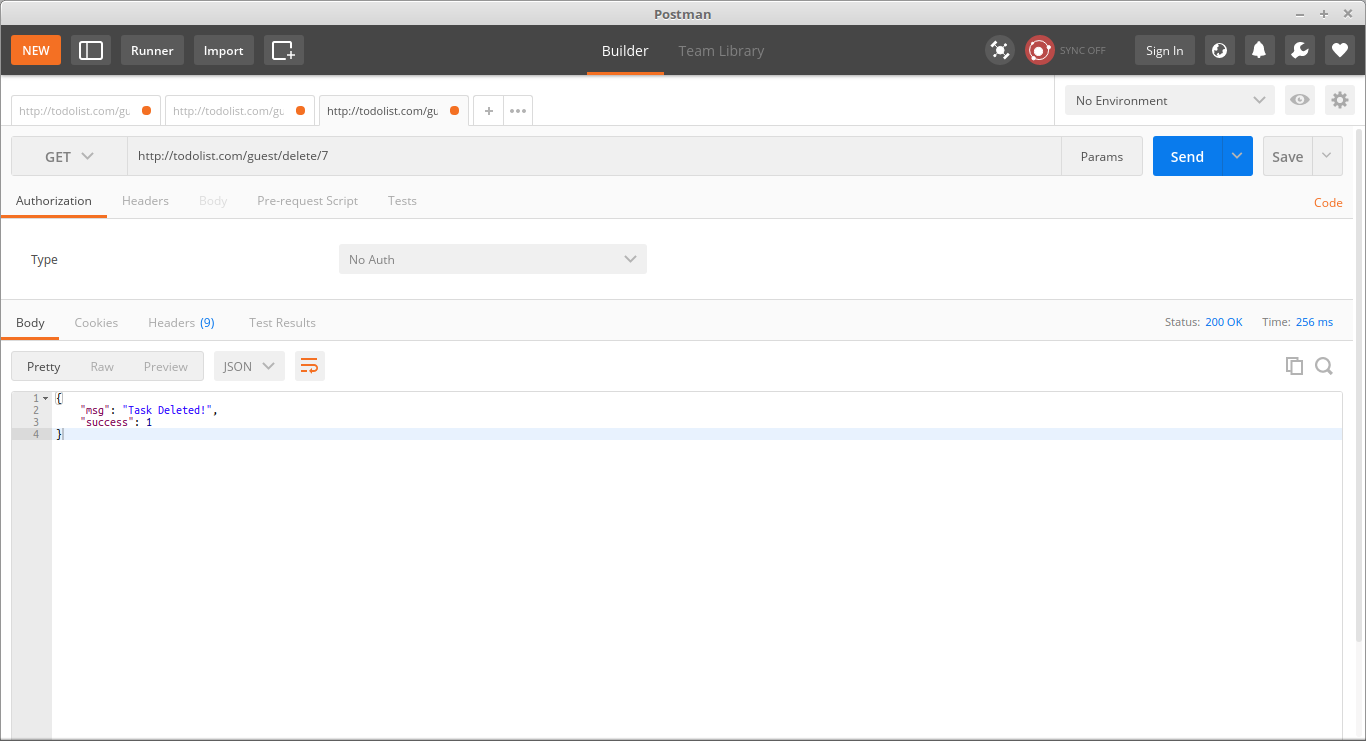 Postman
NEW Runner Import Builder Team Library SYNC OFF Sign In
http://todolist.com/gu http://todolist.com/gu http://todolist.com/gu No Environment
GET http://todolist.com/guest/delete/7 Params Send Save
Authorization Headers Body Pre-request Script Tests Code
Type No Auth
Body Cookies Headers (9) Test Results Status: 200 OK Time: 256 ms
Pretty Raw Preview JSON
1 {
2 "msg": "Task Deleted!",
3 "success": 1
4 }